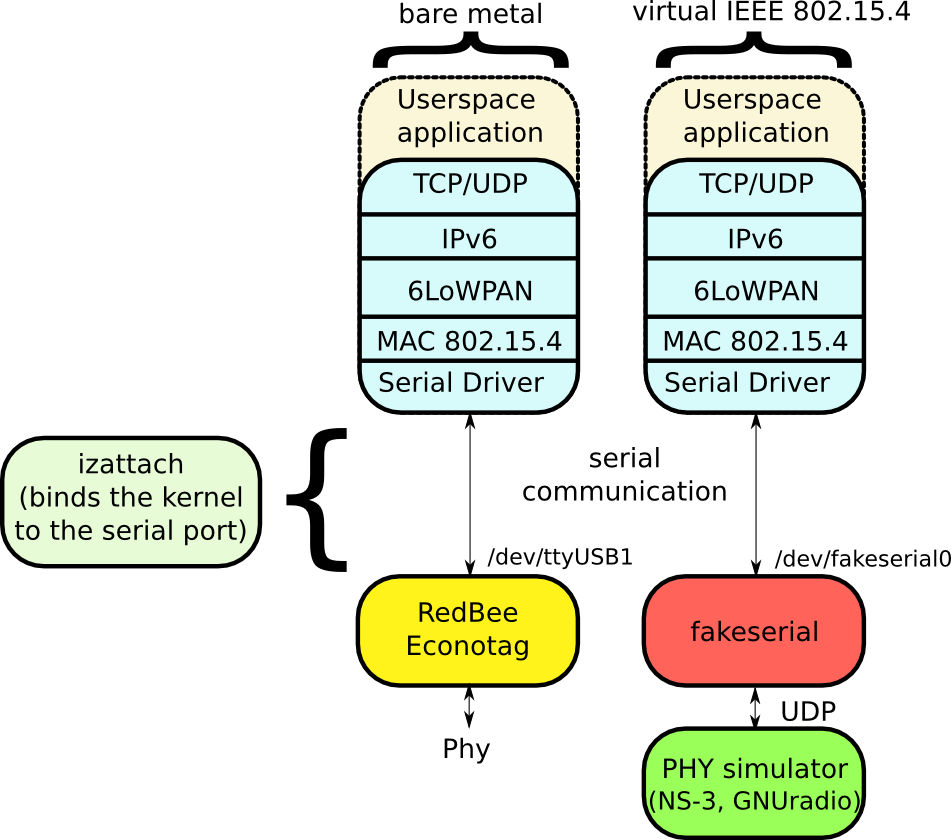 bare metal
virtual IEEE 802.15.4
Userspace
application
TCP/UDP
IPv6
6LoWPAN
MAC 802.15.4
Serial Driver
Userspace
application
TCP/UDP
IPv6
6LoWPAN
MAC 802.15.4
Serial Driver
izattach
(binds the kernel
to the serial port)
serial
communication
/dev/ttyUSB1
/dev/fakeserial0
RedBee
Econotag
fakeserial
Phy
UDP
PHY simulator
(NS-3, GNUradio)